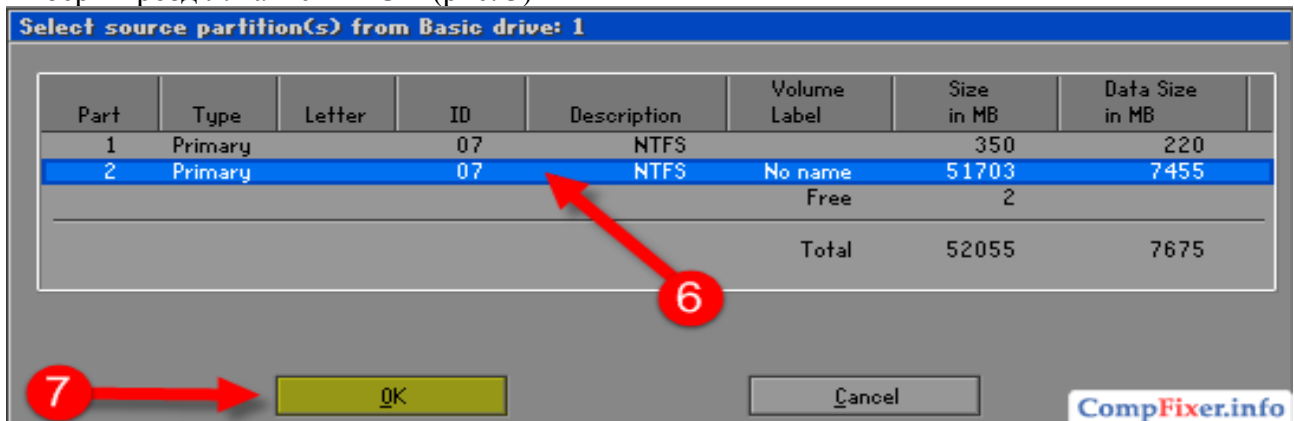 Select source partition(s) from Basic drive: 1
Part Type Letter ID Description Volume Label Size in MB Data Size in MB
1 Primary 07 NTFS 350 220
2 Primary 07 NTFS No name 51703 7455
Free 2
Total 52055 7675
6
7
OK Cancel
CompFixer.info